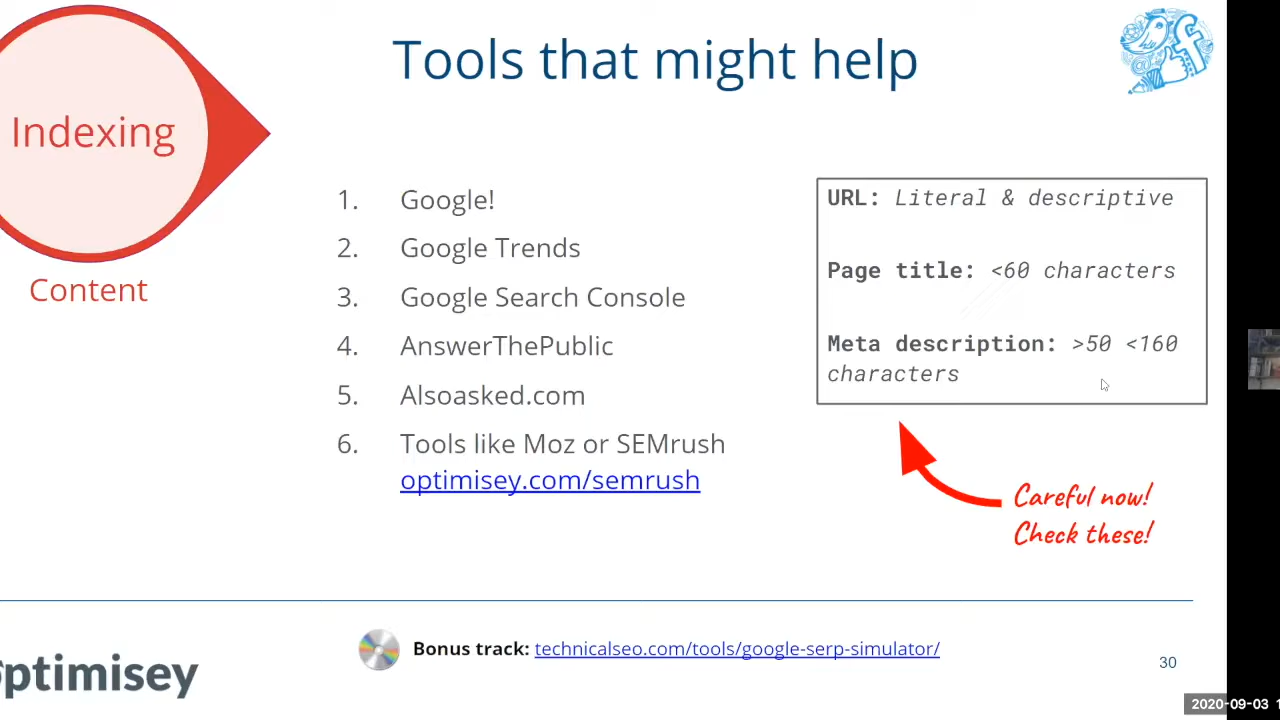 Tools that might help
Indexing
Content
1. Google!
2. Google Trends
3. Google Search Console
4. AnswerThePublic
5. Alsoasked.com
6. Tools like Moz or SEMrush
optimisey.com/semrush
URL: Literal & descriptive
Page title: <60 characters
Meta description: >50 <160
characters
Careful now!
Check these!
Bonus track: technicalseo.com/tools/google-serp-simulator/
optimisey
30
2020-09-03